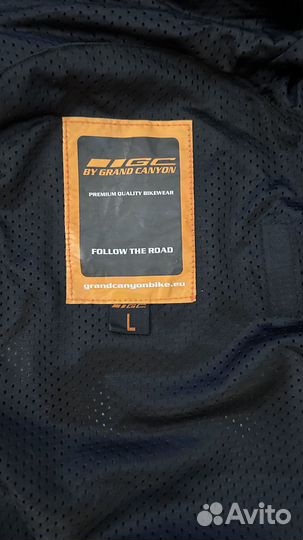 GC
BY GRAND CANYON
PREMIUM QUALITY BIKEWEAR
FOLLOW THE ROAD
grandcanyonbike.eu
GC
L
Avito